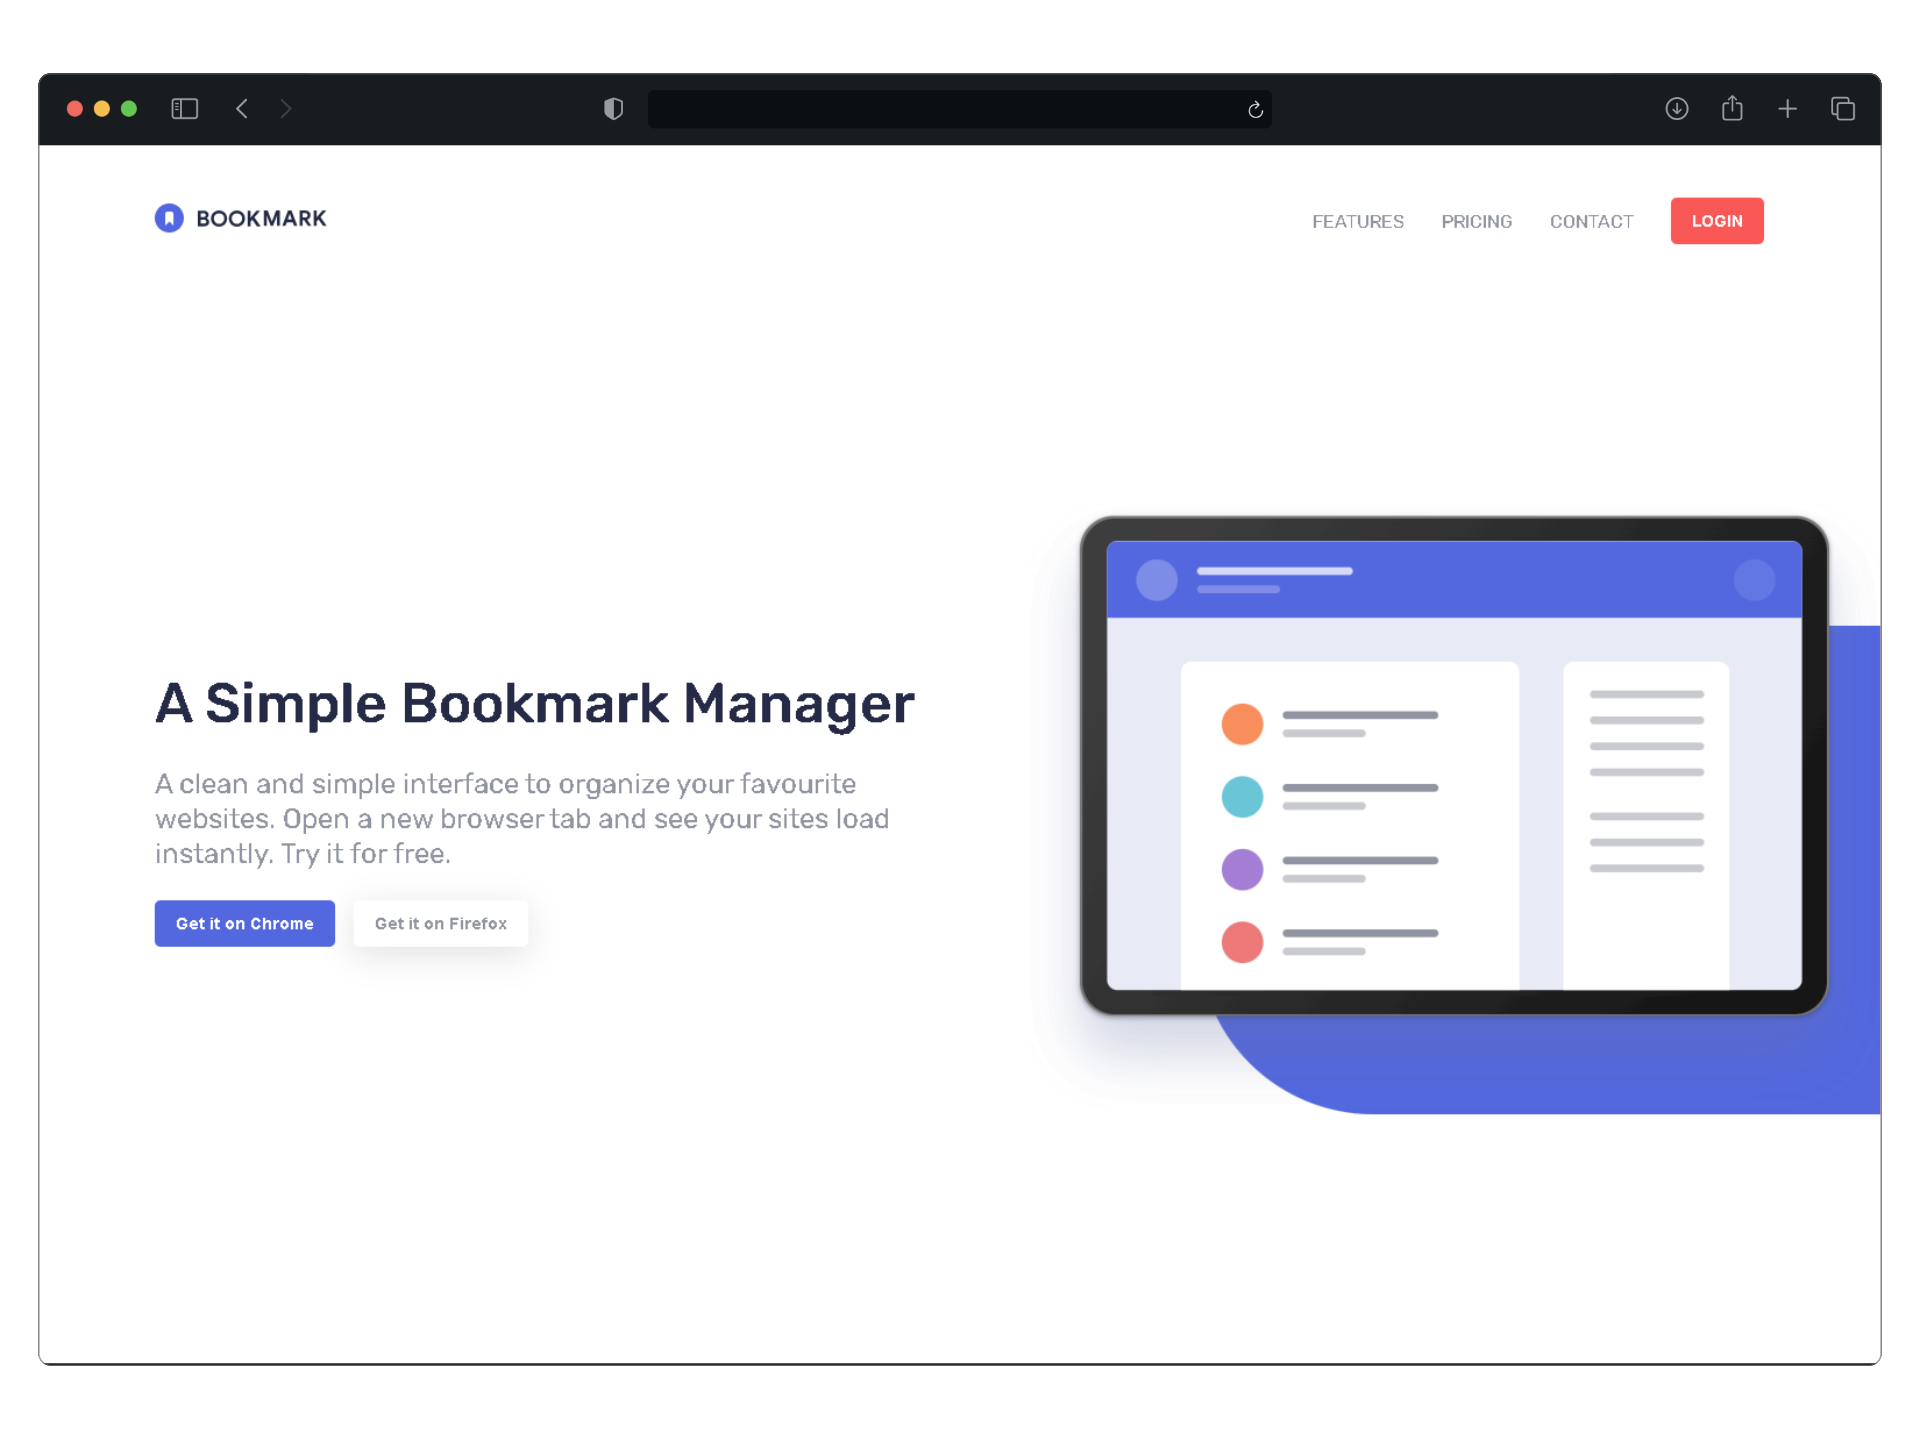 BOOKMARK
FEATURES PRICING CONTACT LOGIN
A Simple Bookmark Manager
A clean and simple interface to organize your favourite
websites. Open a new browser tab and see your sites load
instantly. Try it for free.
Get it on Chrome Get it on Firefox